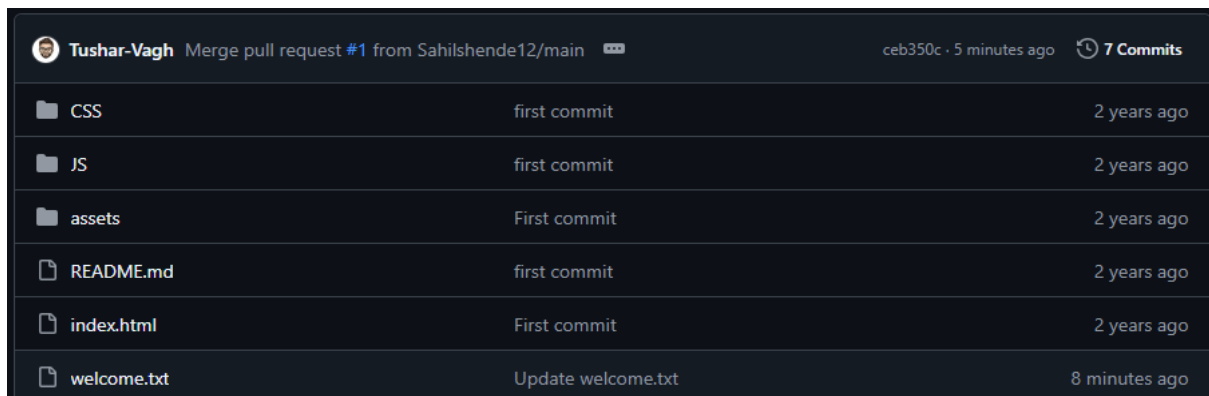 Tushar-Vagh Merge pull request #1 from Sahilshende12/main ceb350c · 5 minutes ago 7 Commits
CSS first commit 2 years ago
JS first commit 2 years ago
assets First commit 2 years ago
README.md first commit 2 years ago
index.html First commit 2 years ago
welcome.txt Update welcome.txt 8 minutes ago